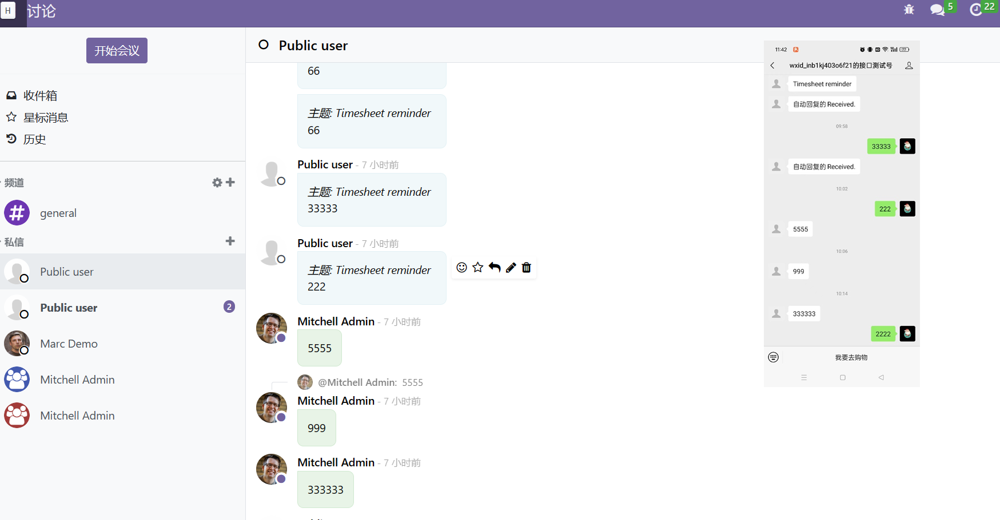 H
讨论
5
22
开始会议
收件箱
星标消息
历史
频道
general
私信
Public user
Public user
2
Marc Demo
Mitchell Admin
Mitchell Admin
Public user
66
主题: Timesheet reminder
66
Public user - 7 小时前
主题: Timesheet reminder
33333
Public user - 7 小时前
主题: Timesheet reminder
222
Mitchell Admin - 7 小时前
5555
@Mitchell Admin: 5555
Mitchell Admin - 7 小时前
999
Mitchell Admin - 7 小时前
333333
11:42
77
wxid_inb1kj403o6f21的接口测试号
Timesheet reminder
自动回复的 Received.
09:58
33333
自动回复的 Received.
10:02
222
5555
10:06
999
10:14
333333
2222
我要去购物